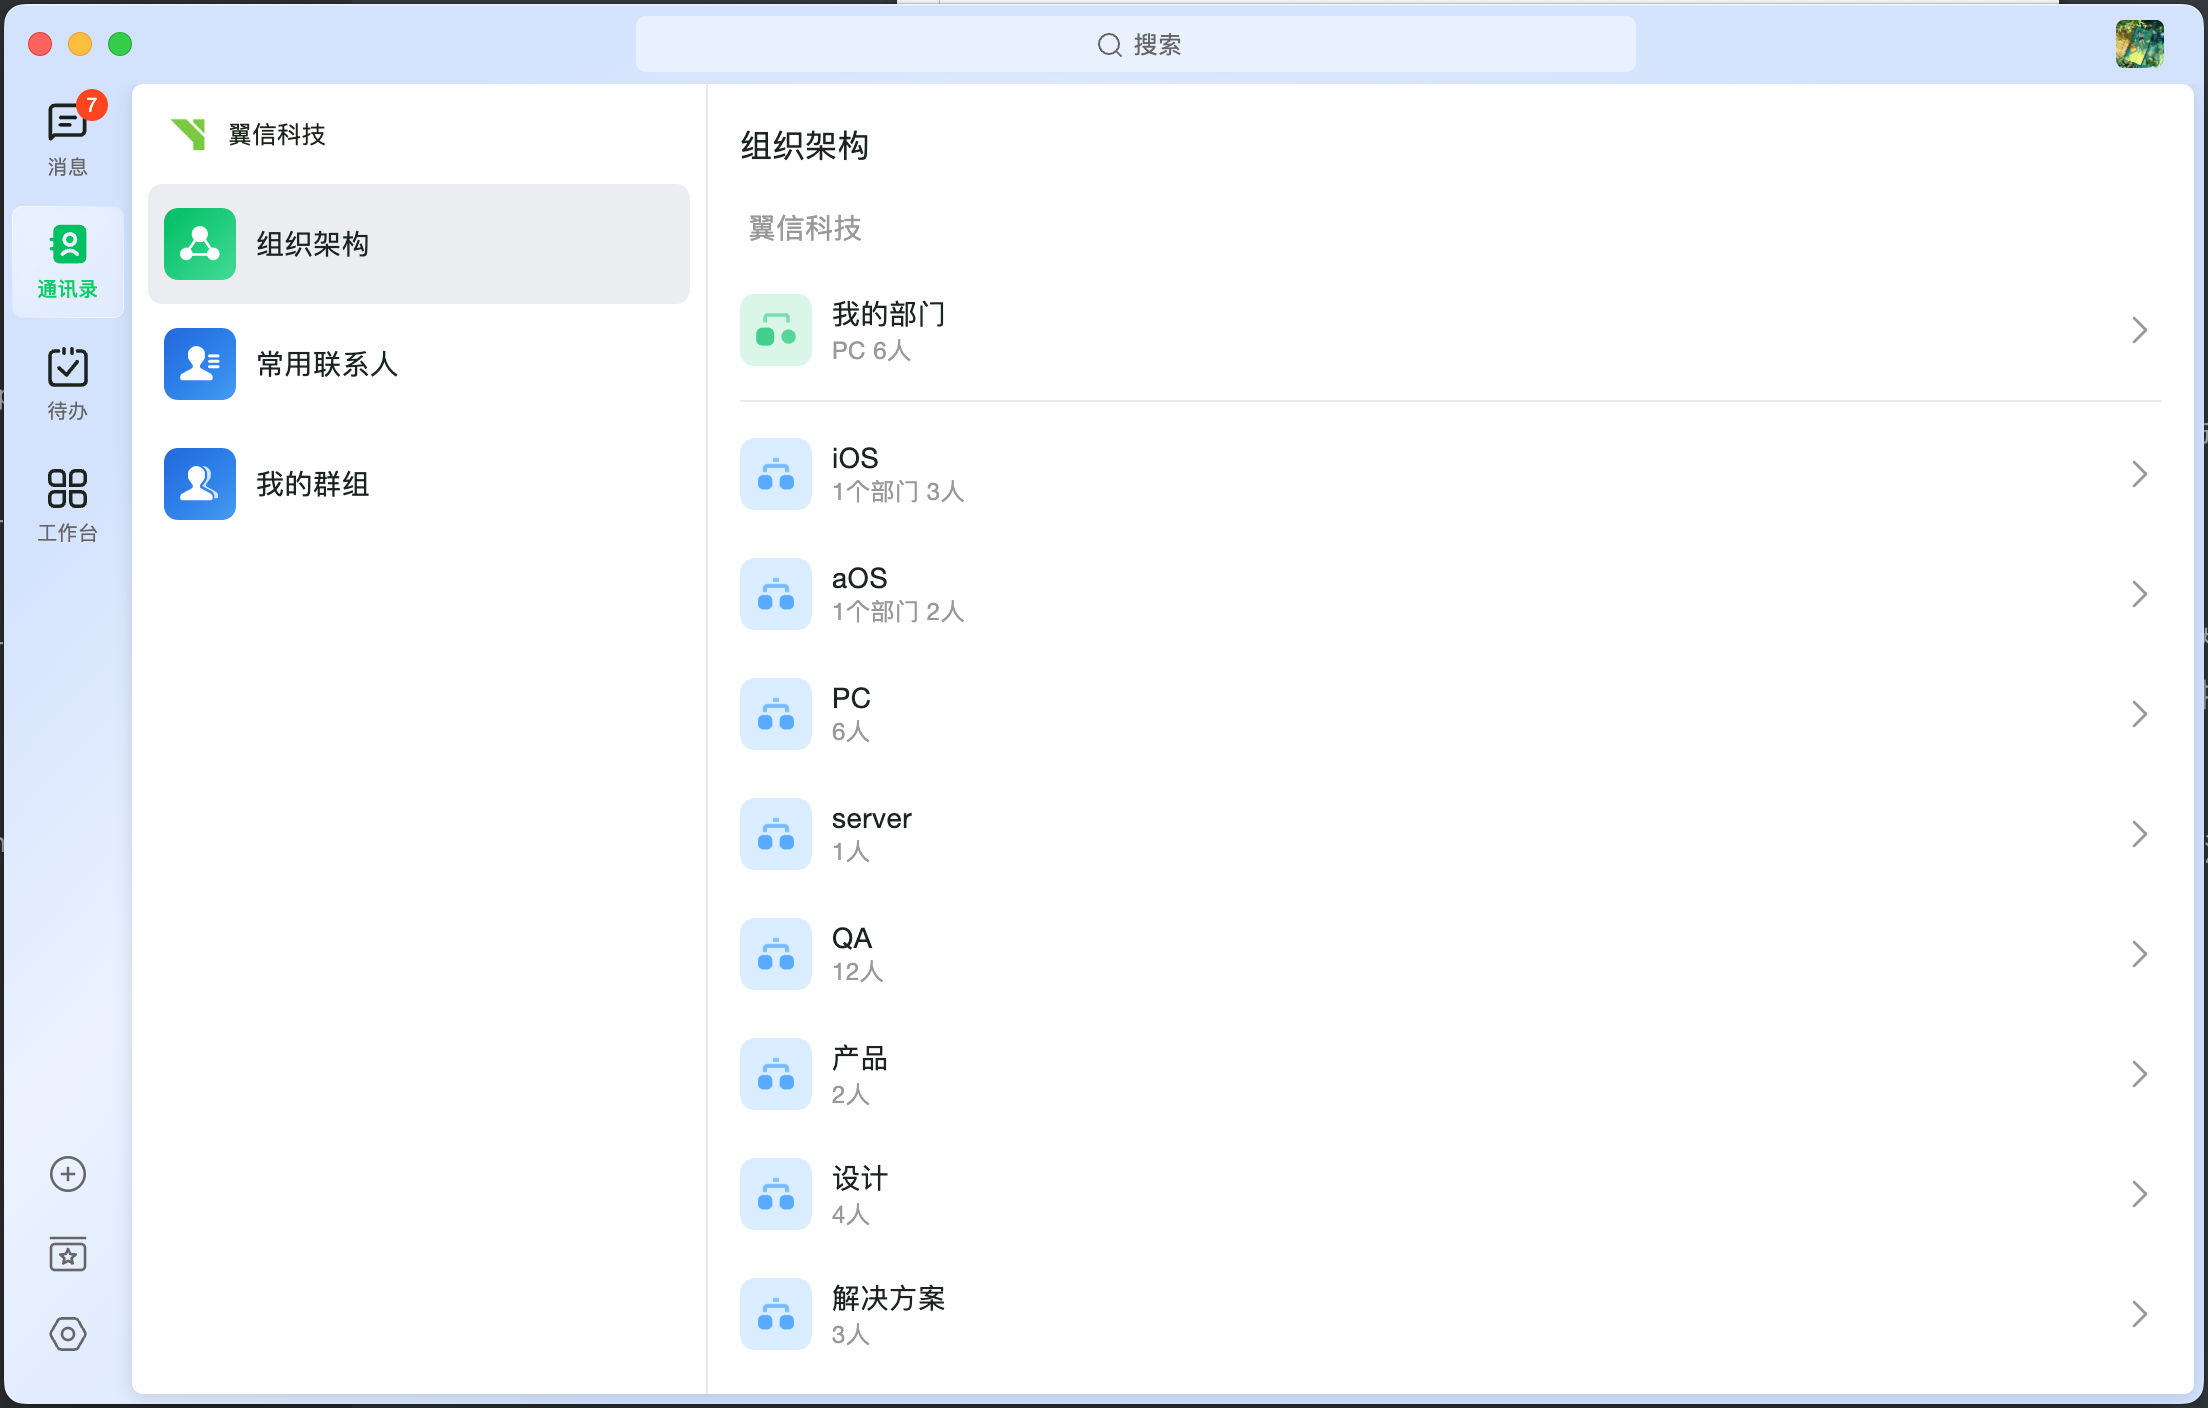 搜索
7
消息
通讯录
待办
工作台
翼信科技
组织架构
常用联系人
我的群组
组织架构
翼信科技
我的部门
PC 6人
iOS
1个部门 3人
aOS
1个部门 2人
PC
6人
server
1人
QA
12人
产品
2人
设计
4人
解决方案
3人